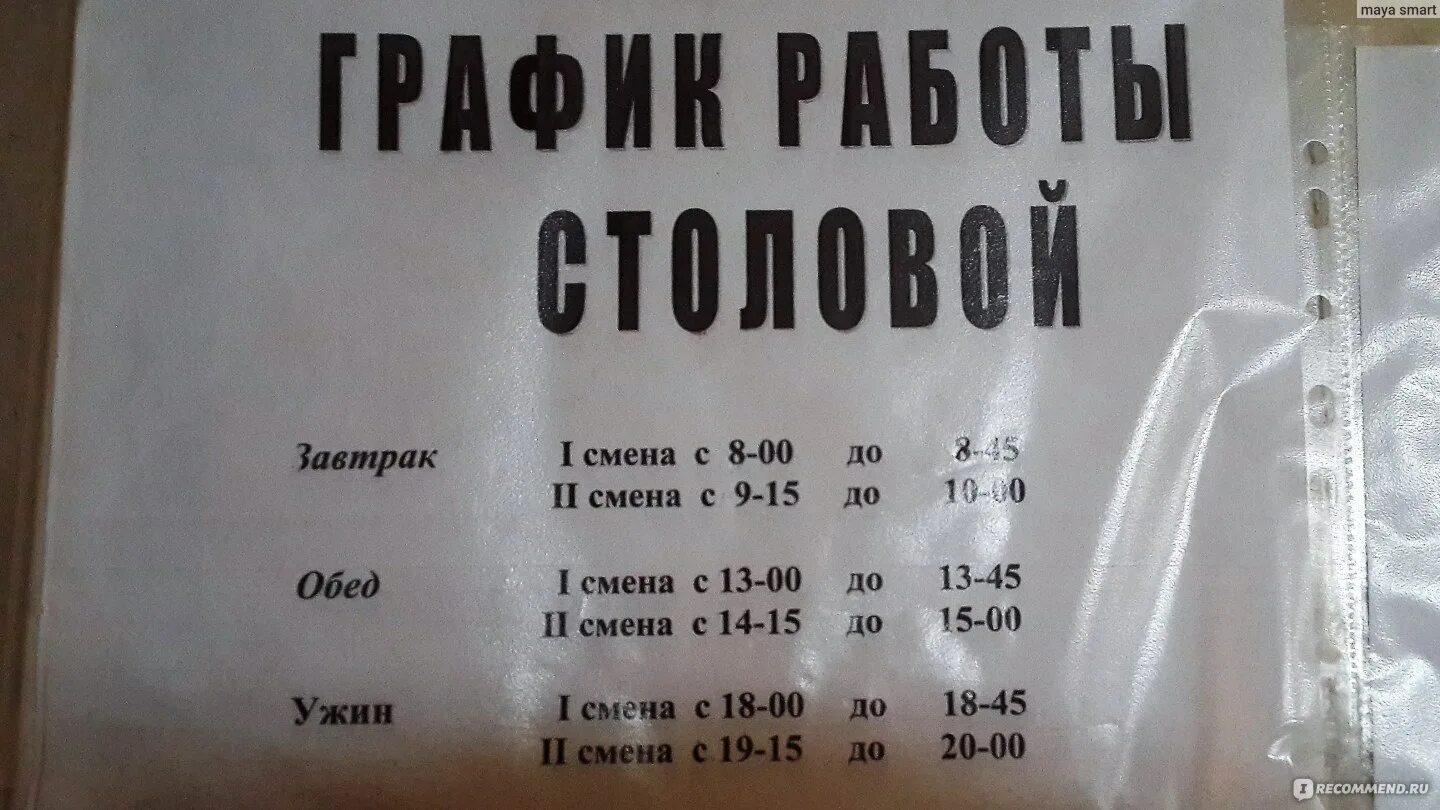 maya smart
ГРАФИК РАБОТЫ
СТОЛОВОЙ
Завтрак I смена с 8-00 до 8-45
II смена с 9-15 до 10-00
Обед I смена с 13-00 до 13-45
II смена с 14-15 до 15-00
Ужин I смена с 18-00 до 18-45
II смена с 19-15 до 20-00
IRECOMMEND.RU